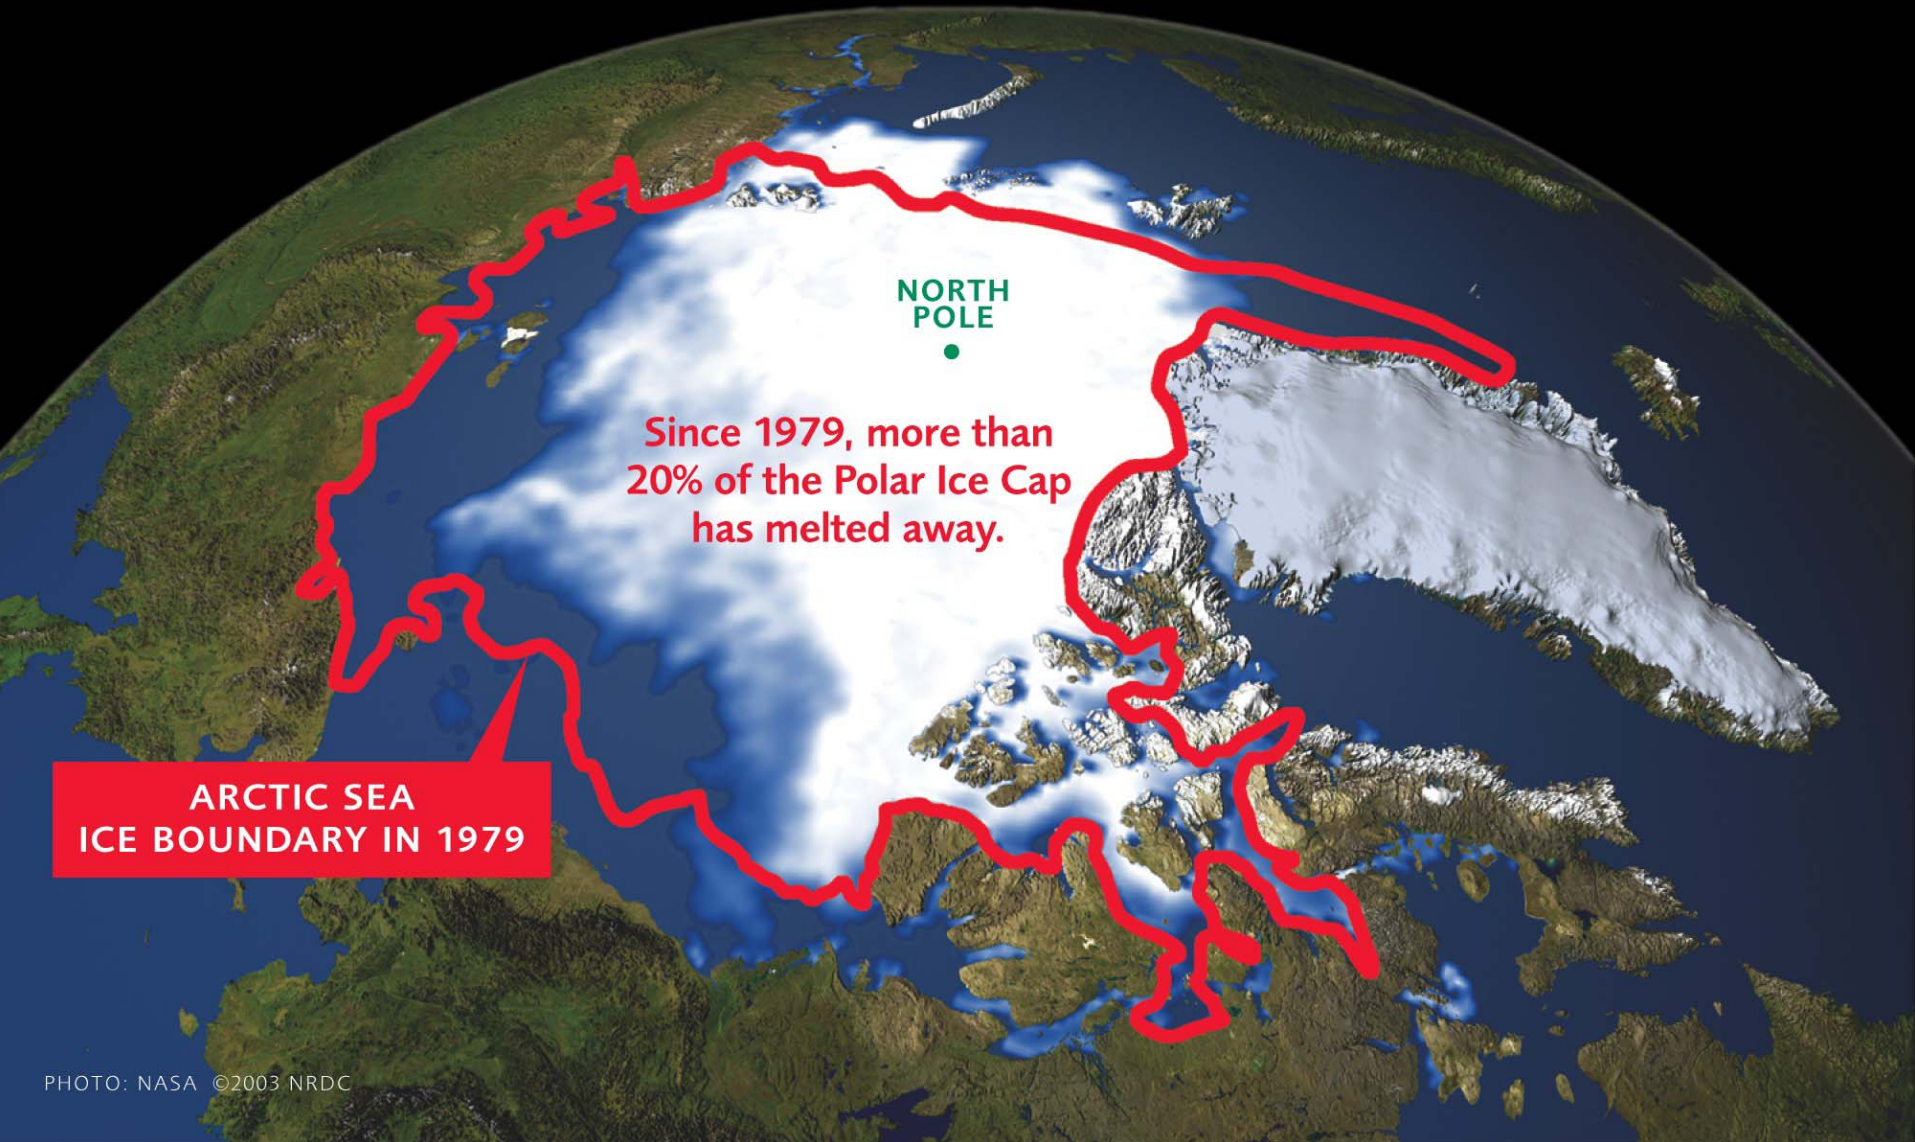 NORTH
POLE
Since 1979, more than
20% of the Polar Ice Cap
has melted away.
ARCTIC SEA
ICE BOUNDARY IN 1979
PHOTO: NASA ©2003 NRDC